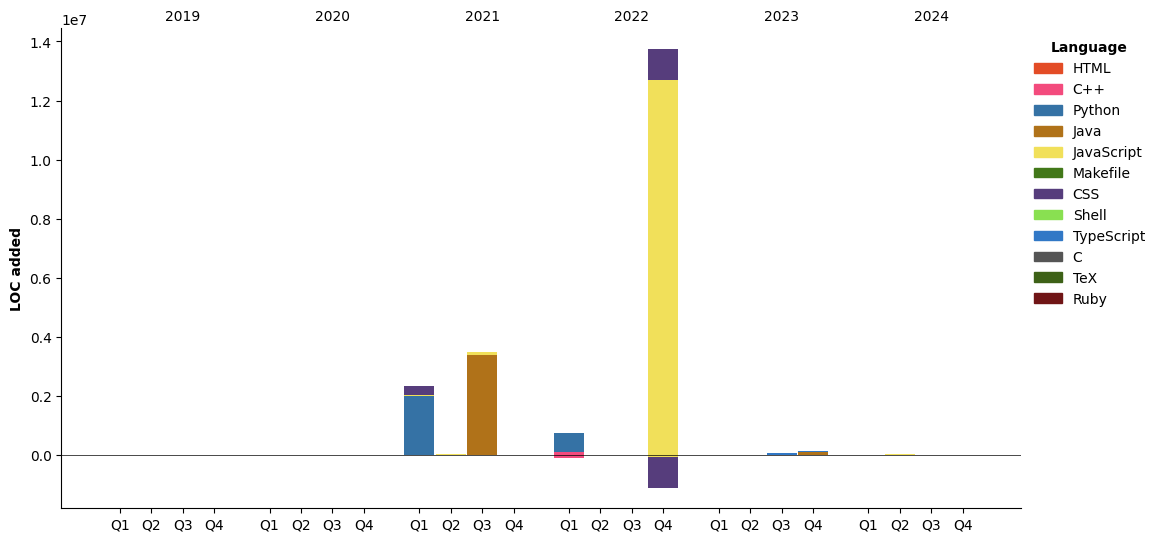 1e7
2019 2020 2021 2022 2023 2024
Language
HTML
C++
Python
Java
JavaScript
Makefile
CSS
Shell
TypeScript
C
TeX
Ruby
LOC added
1.4
1.2
1.0
0.8
0.6
0.4
0.2
0.0
Q1 Q2 Q3 Q4 Q1 Q2 Q3 Q4 Q1 Q2 Q3 Q4 Q1 Q2 Q3 Q4 Q1 Q2 Q3 Q4 Q1 Q2 Q3 Q4